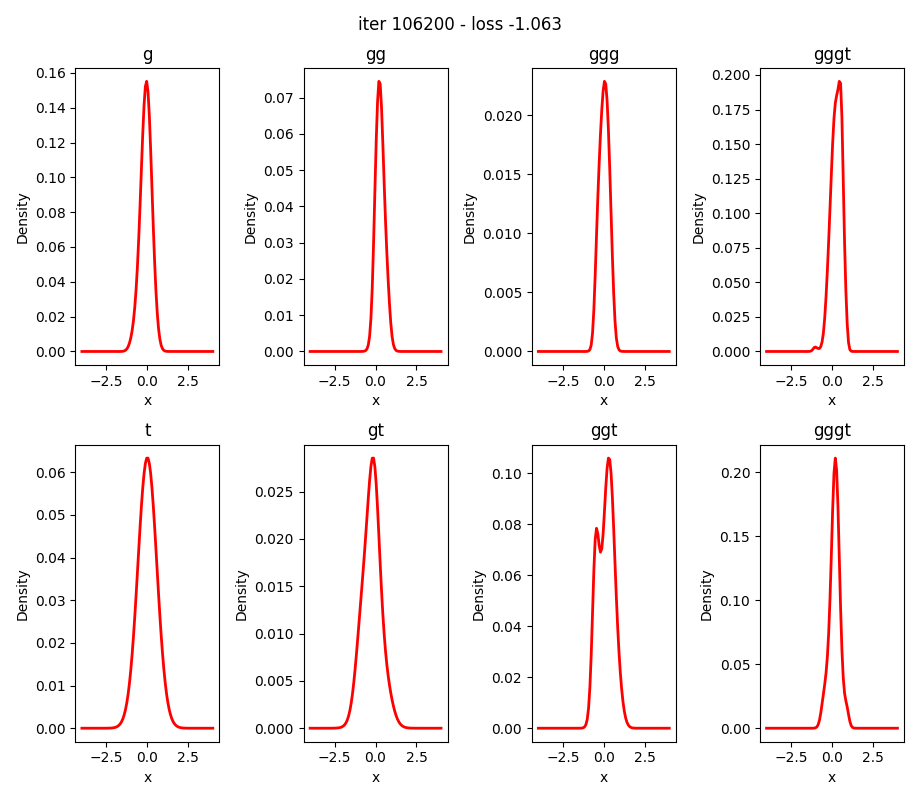 iter 106200 - loss -1.063
g
gg
ggg
gggt
0.16
0.14
0.12
0.10
0.08
0.06
0.04
0.02
0.00
Density
−2.5 0.0 2.5
x
0.07
0.06
0.05
0.04
0.03
0.02
0.01
0.00
Density
−2.5 0.0 2.5
x
0.020
0.015
0.010
0.005
0.000
Density
−2.5 0.0 2.5
x
0.200
0.175
0.150
0.125
0.100
0.075
0.050
0.025
0.000
Density
−2.5 0.0 2.5
x
t
gt
ggt
gggt
0.06
0.05
0.04
0.03
0.02
0.01
0.00
Density
−2.5 0.0 2.5
x
0.025
0.020
0.015
0.010
0.005
0.000
Density
−2.5 0.0 2.5
x
0.10
0.08
0.06
0.04
0.02
0.00
Density
−2.5 0.0 2.5
x
0.20
0.15
0.10
0.05
0.00
Density
−2.5 0.0 2.5
x